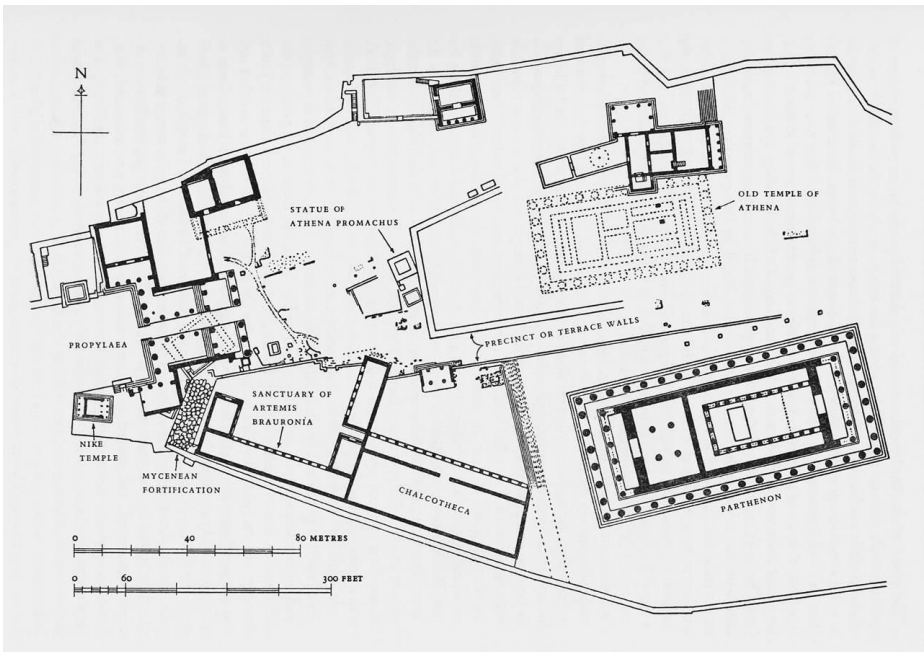 N
STATUE OF
ATHENA PROMACHUS
OLD TEMPLE OF
ATHENA
PROPYLAEA
PRECINCT OR TERRACE WALLS
SANCTUARY OF
ARTEMIS
BRAURONÍA
NIKE
TEMPLE
MYCENEAN
FORTIFICATION
CHALCOTHECA
PARTHENON
0 40 80 METRES
0 60 300 FEET